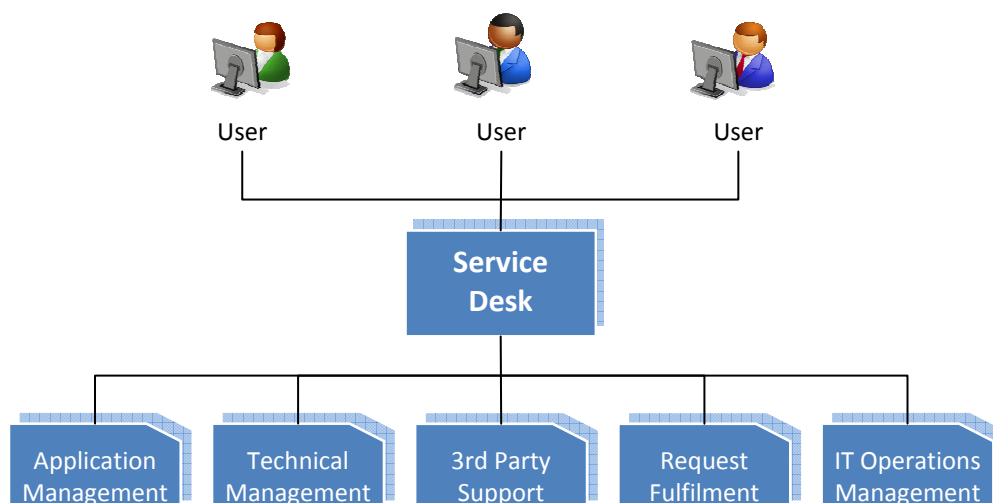 User
User
User
Service
Desk
Application
Management
Technical
Management
3rd Party
Support
Request
Fulfilment
IT Operations
Management